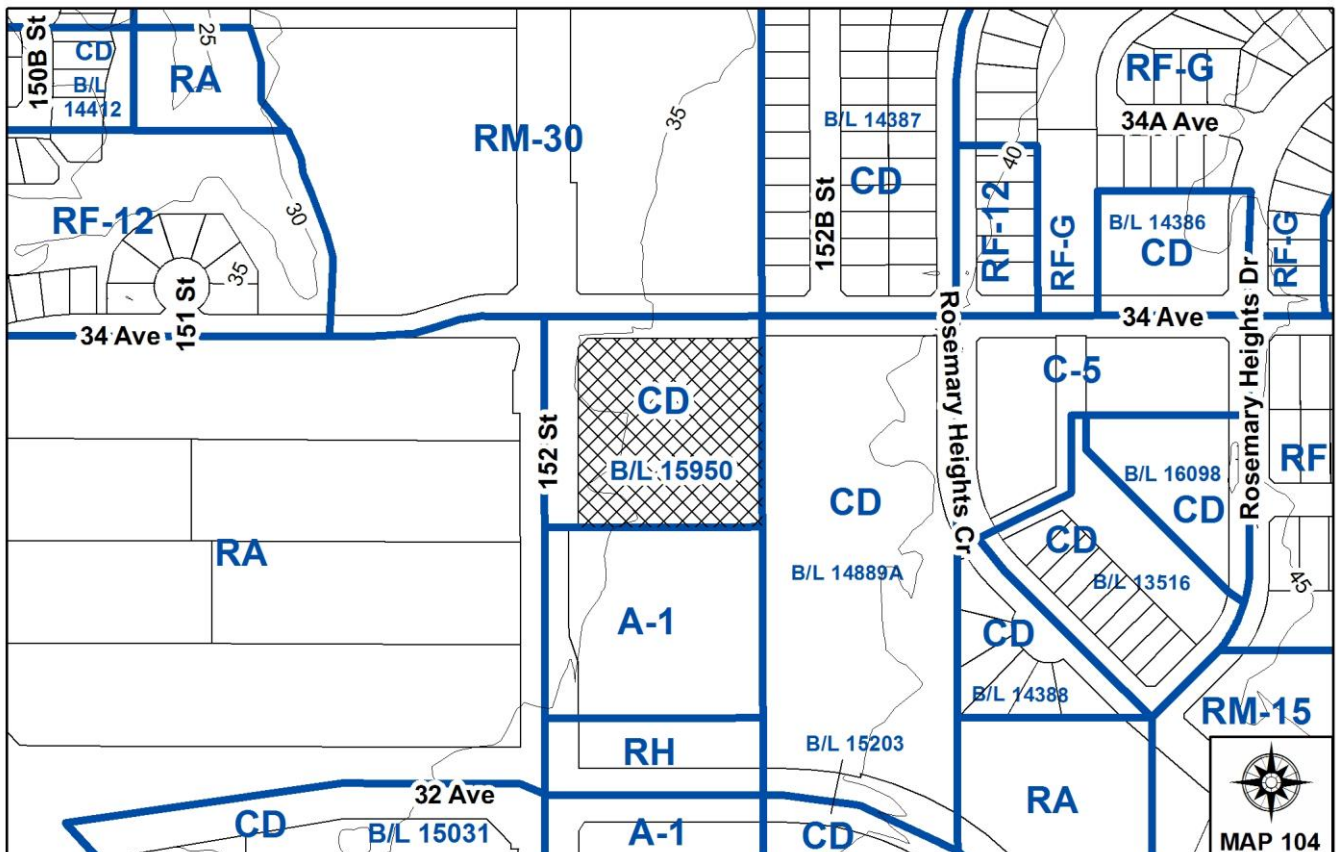 150B St
CD
B/L
14412
25
RA
RM-30
35
B/L 14387
CD
152B St
RF-G
34A Ave
40
RF-12
RF-G
B/L 14386
CD
RF-G
RF-12
30
35
151 St
34 Ave
34 Ave
Rosemary Heights Cr
Rosemary Heights Dr
C-5
152 St
CD
B/L 15950
CD
B/L 14889A
B/L 16098
CD
RF
CD
B/L 13516
45
RA
A-1
CD
B/L 14388
RM-15
RH
B/L 15203
RA
32 Ave
CD
B/L 15031
A-1
CD
MAP 104